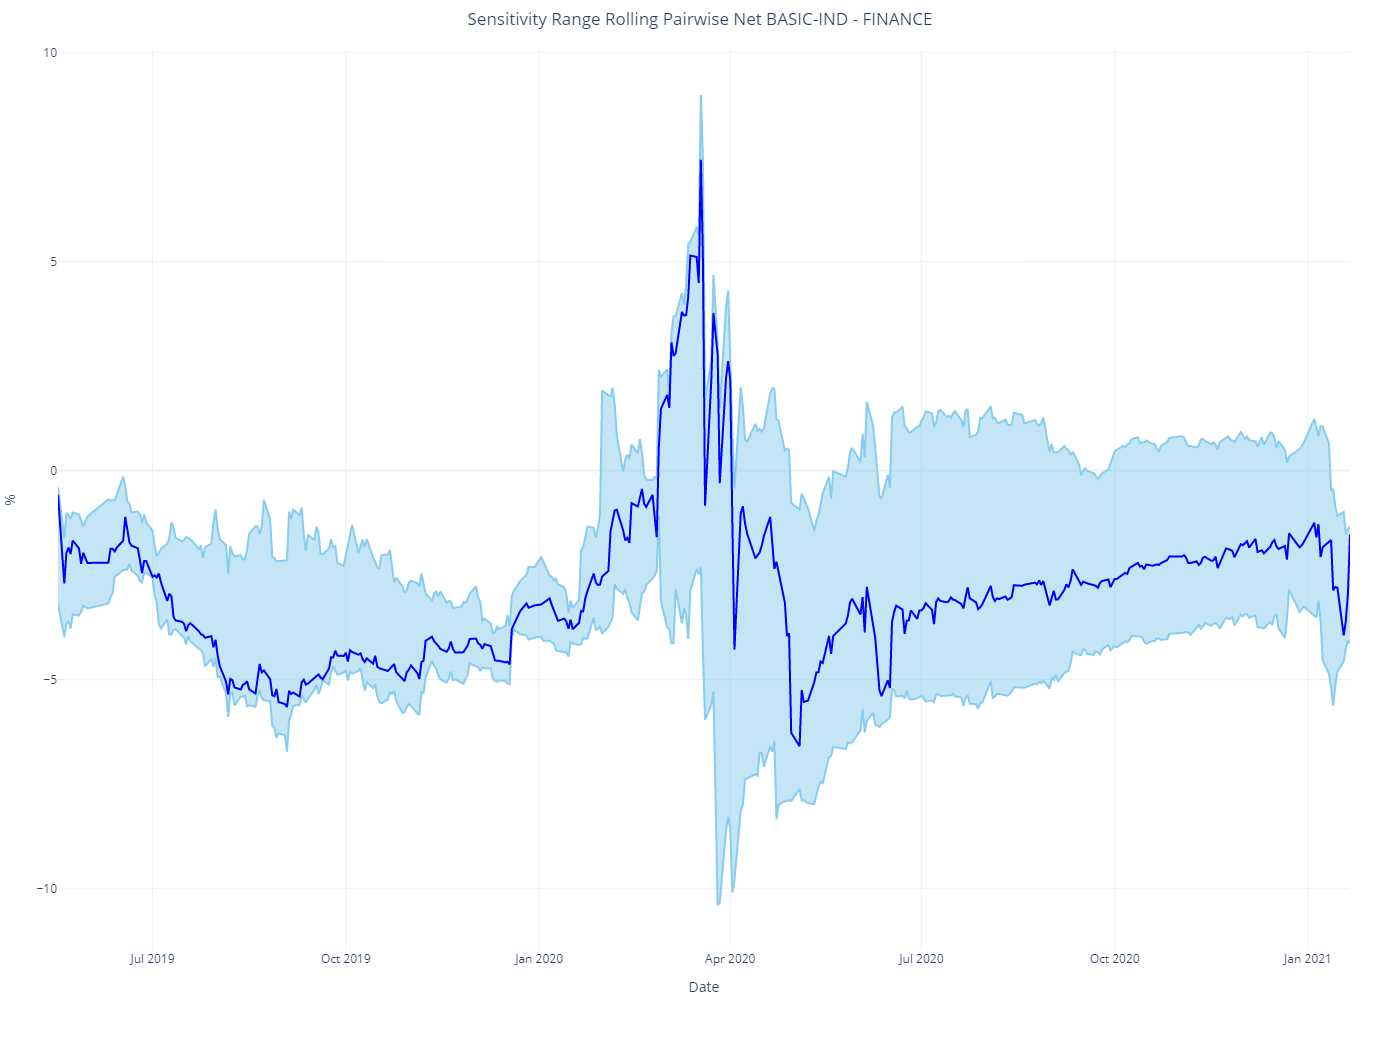 Sensitivity Range Rolling Pairwise Net BASIC-IND - FINANCE
10
5
0
−5
−10
%
Jul 2019
Oct 2019
Jan 2020
Apr 2020
Jul 2020
Oct 2020
Jan 2021
Date